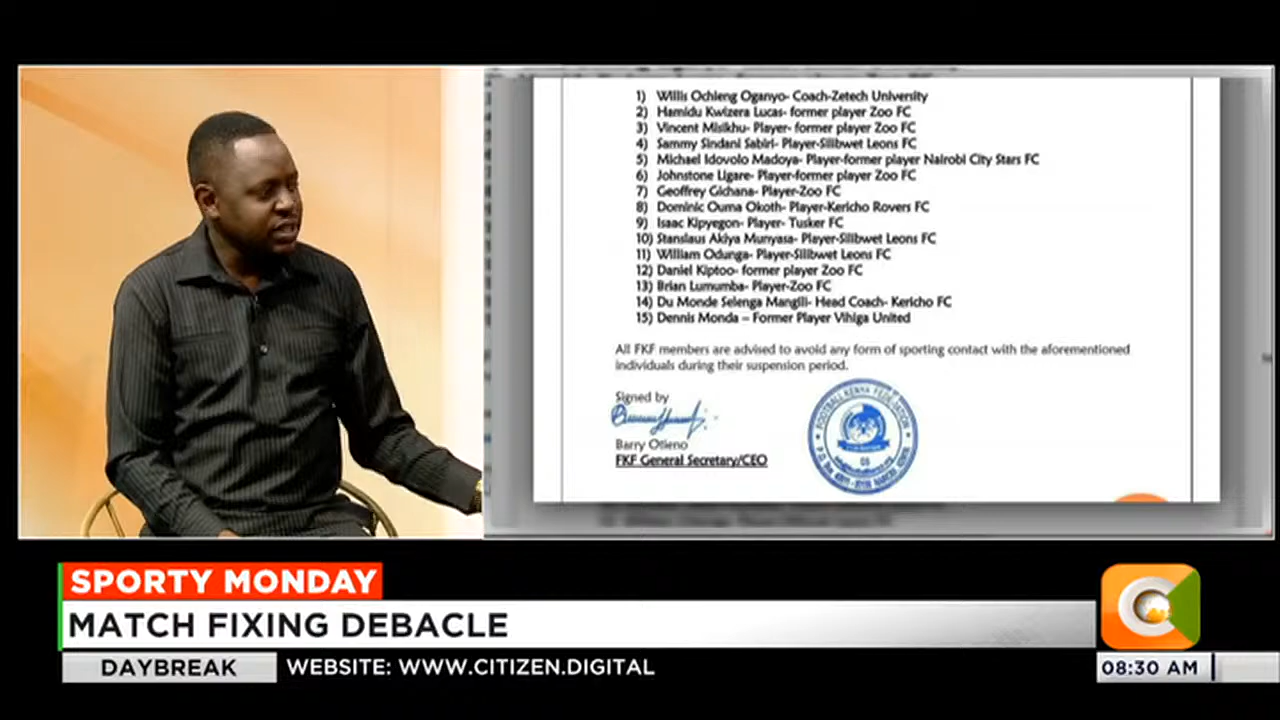 1) Willis Ochieng Oganyo- Coach-Zetech University
2) Hamidu Kwizera Lucas- former player Zoo FC
3) Vincent Misikhu- Player- former player Zoo FC
4) Sammy Sindani Sabiri- Player-Silibwet Leons FC
5) Michael Idovolo Madoya- Player-former player Nairobi City Stars FC
6) Johnstone Ligare- Player-former player Zoo FC
7) Geoffrey Gichana- Player-Zoo FC
8) Dominic Ouma Okoth- Player-Kericho Rovers FC
9) Isaac Kipyegon- Player- Tusker FC
10) Stanslaus Akiya Munyasa- Player-Silibwet Leons FC
11) William Odunga- Player-Silibwet Leons FC
12) Daniel Kiptoo- former player Zoo FC
13) Brian Lumumba- Player-Zoo FC
14) Du Monde Selenga Mangili- Head Coach- Kericho FC
15) Dennis Monda – Former Player Vihiga United
All FKF members are advised to avoid any form of sporting contact with the aforementioned
individuals during their suspension period.
Signed by
Barry Otieno
FKF General Secretary/CEO
FOOTBALL KENYA FEDERATION
SPORTY MONDAY
MATCH FIXING DEBACLE
DAYBREAK WEBSITE: WWW.CITIZEN.DIGITAL
08:30 AM